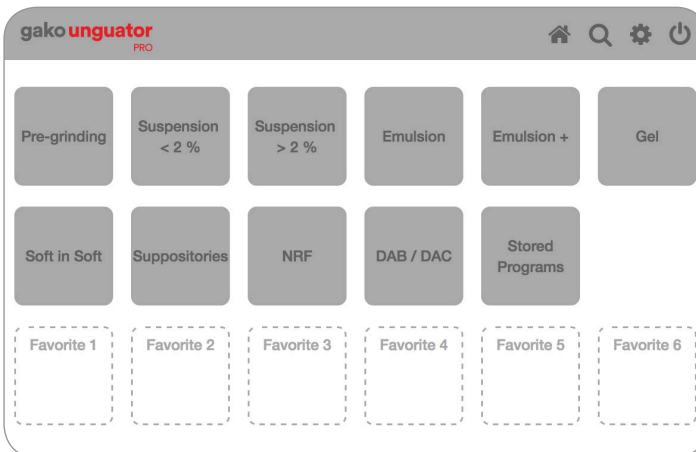 gako unguator
PRO
Pre-grinding
Suspension
< 2 %
Suspension
> 2 %
Emulsion
Emulsion +
Gel
Soft in Soft
Suppositories
NRF
DAB / DAC
Stored
Programs
Favorite 1
Favorite 2
Favorite 3
Favorite 4
Favorite 5
Favorite 6